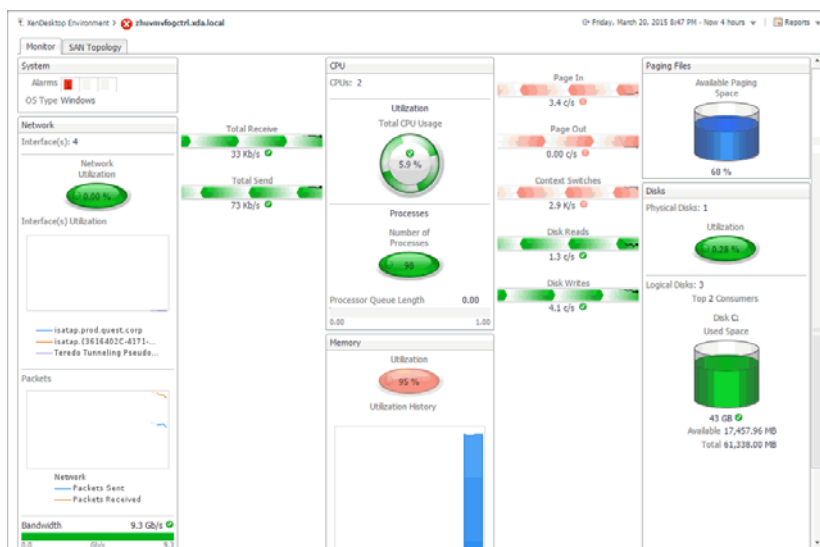 XenDesktop Environment > zhuvmvfogctrl.xda.local
Friday, March 20, 2015 8:47 PM - Now 4 hours
Reports
Monitor
SAN Topology
System
Alarms
OS Type Windows
Network
Interface(s): 4
Network
Utilization
0.00 %
Interface(s) Utilization
isatap.prod.quest.corp
isatap.{3616402C-4171-...
Teredo Tunneling Pseudo...
Packets
Network
Packets Sent
Packets Received
Bandwidth 9.3 Gb/s
0.0 Gb/s 9.3
Total Receive
33 Kb/s
Total Send
73 Kb/s
CPU
CPUs: 2
Utilization
Total CPU Usage
5.9 %
Processes
Number of
Processes
90
Processor Queue Length 0.00
0.00 1.00
Memory
Utilization
95 %
Utilization History
Page In
3.4 c/s
Page Out
0.00 c/s
Context Switches
2.9 K/s
Disk Reads
1.3 c/s
Disk Writes
4.1 c/s
Paging Files
Available Paging
Space
68 %
Disks
Physical Disks: 1
Utilization
0.28 %
Logical Disks: 3
Top 2 Consumers
Disk C:
Used Space
43 GB
Available 17,457.96 MB
Total 61,338.00 MB